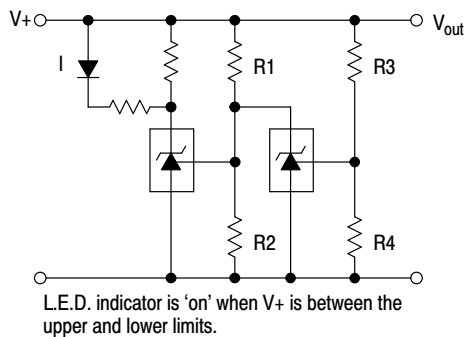 V+
Vout
I
R1
R3
R2
R4
L.E.D. indicator is ‘on’ when V+ is between the
upper and lower limits.